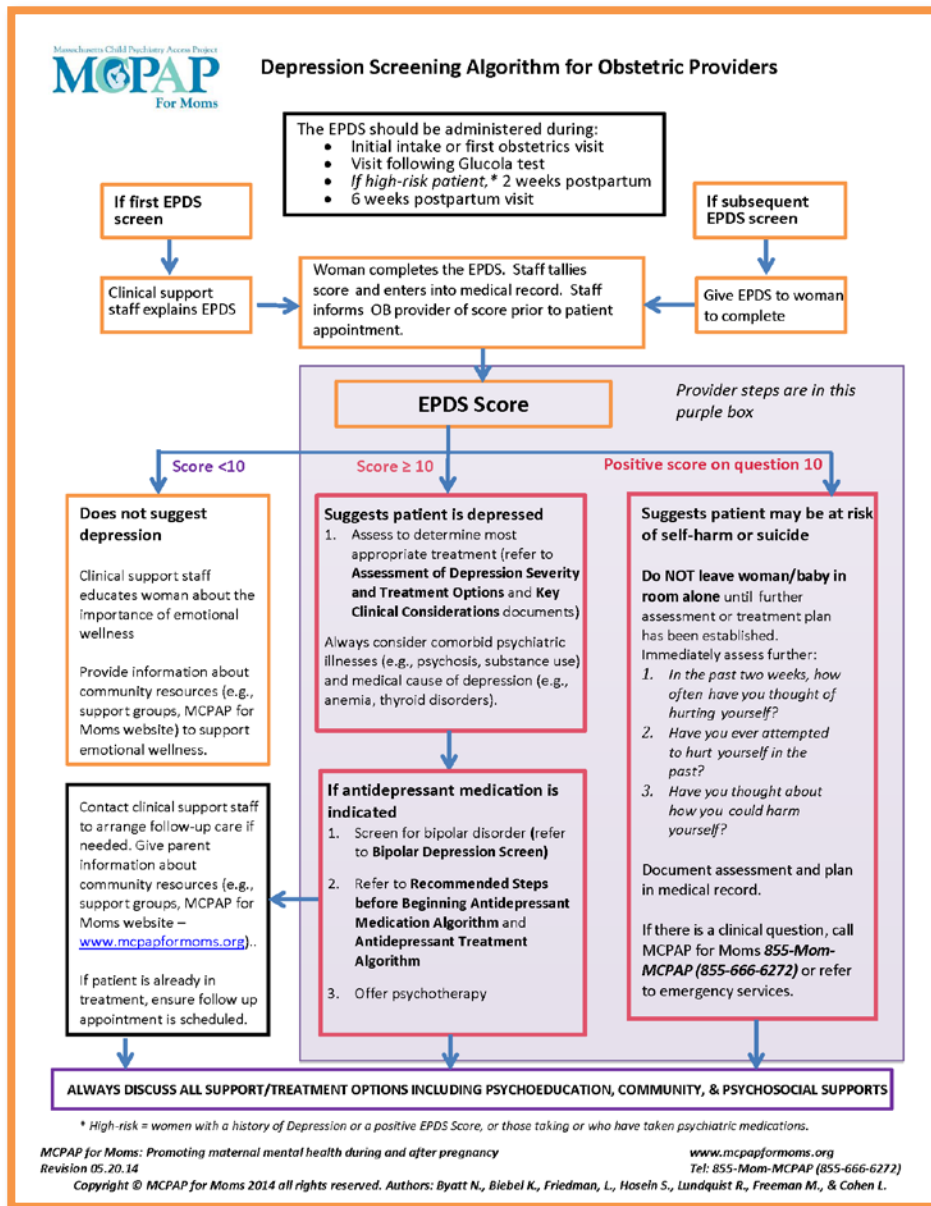 Massachusetts Child Psychiatry Access Project
MCPAP
For Moms
Depression Screening Algorithm for Obstetric Providers
The EPDS should be administered during:
• Initial intake or first obstetrics visit
• Visit following Glucola test
• If high-risk patient,* 2 weeks postpartum
• 6 weeks postpartum visit
If first EPDS
screen
If subsequent
EPDS screen
Clinical support
staff explains EPDS
Woman completes the EPDS. Staff tallies
score and enters into medical record. Staff
informs OB provider of score prior to patient
appointment.
Give EPDS to woman
to complete
EPDS Score
Provider steps are in this
purple box
Score <10
Score ≥ 10
Positive score on question 10
Does not suggest
depression
Clinical support staff
educates woman about the
importance of emotional
wellness
Provide information about
community resources (e.g.,
support groups, MCPAP for
Moms website) to support
emotional wellness.
Suggests patient is depressed
1. Assess to determine most
appropriate treatment (refer to
Assessment of Depression Severity
and Treatment Options and Key
Clinical Considerations documents)
Always consider comorbid psychiatric
illnesses (e.g., psychosis, substance use)
and medical cause of depression (e.g.,
anemia, thyroid disorders).
Suggests patient may be at risk
of self-harm or suicide
Do NOT leave woman/baby in
room alone until further
assessment or treatment plan
has been established.
Immediately assess further:
1. In the past two weeks, how
often have you thought of
hurting yourself?
2. Have you ever attempted
to hurt yourself in the
past?
3. Have you thought about
how you could harm
yourself?
Document assessment and plan
in medical record.
If there is a clinical question, call
MCPAP for Moms 855-Mom-
MCPAP (855-666-6272) or refer
to emergency services.
Contact clinical support staff
to arrange follow-up care if
needed. Give parent
information about
community resources (e.g.,
support groups, MCPAP for
Moms website –
www.mcpapformoms.org)..
If patient is already in
treatment, ensure follow up
appointment is scheduled.
If antidepressant medication is
indicated
1. Screen for bipolar disorder (refer
to Bipolar Depression Screen)
2. Refer to Recommended Steps
before Beginning Antidepressant
Medication Algorithm and
Antidepressant Treatment
Algorithm
3. Offer psychotherapy
ALWAYS DISCUSS ALL SUPPORT/TREATMENT OPTIONS INCLUDING PSYCHOEDUCATION, COMMUNITY, & PSYCHOSOCIAL SUPPORTS
* High-risk = women with a history of Depression or a positive EPDS Score, or those taking or who have taken psychiatric medications.
MCPAP for Moms: Promoting maternal mental health during and after pregnancy
www.mcpapformoms.org
Revision 05.20.14
Tel: 855-Mom-MCPAP (855-666-6272)
Copyright © MCPAP for Moms 2014 all rights reserved. Authors: Byatt N., Biebel K., Friedman, L., Hosein S., Lundquist R., Freeman M., & Cohen L.